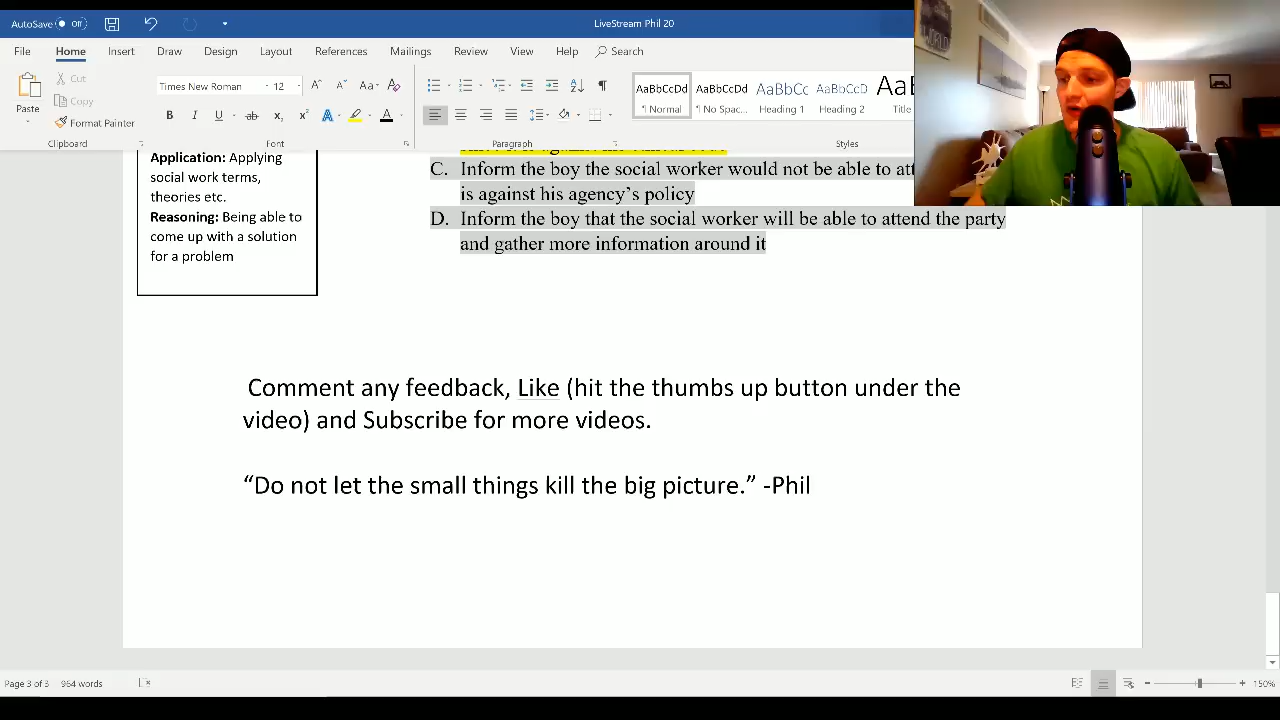 AutoSave Off
LiveStream Phil 20
File Home Insert Draw Design Layout References Mailings Review View Help Search
Paste
Cut
Copy
Format Painter
Times New Roman 12
AaBbCcDd AaBbCcDd AaBbCc AaBbCcD AaB
¶ Normal ¶ No Spac... Heading 1 Heading 2 Title
Clipboard Font Paragraph Styles
Application: Applying
social work terms,
theories etc.
Reasoning: Being able to
come up with a solution
for a problem
C. Inform the boy the social worker would not be able to
is against his agency’s policy
D. Inform the boy that the social worker will be able to attend the party
and gather more information around it
Comment any feedback, Like (hit the thumbs up button under the
video) and Subscribe for more videos.
“Do not let the small things kill the big picture.” -Phil
Page 3 of 3 964 words
150%